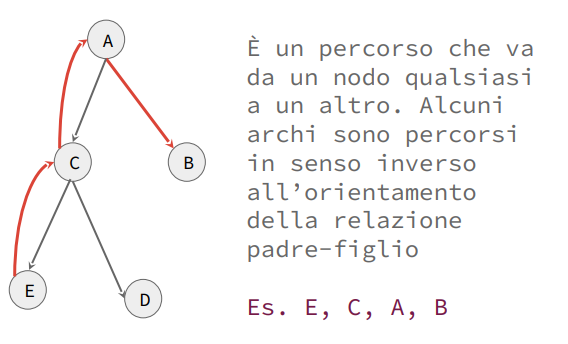 A
È un percorso che va
da un nodo qualsiasi
a un altro. Alcuni
archi sono percorsi
in senso inverso
all’orientamento
della relazione
padre-figlio
C
B
E
D
Es. E, C, A, B